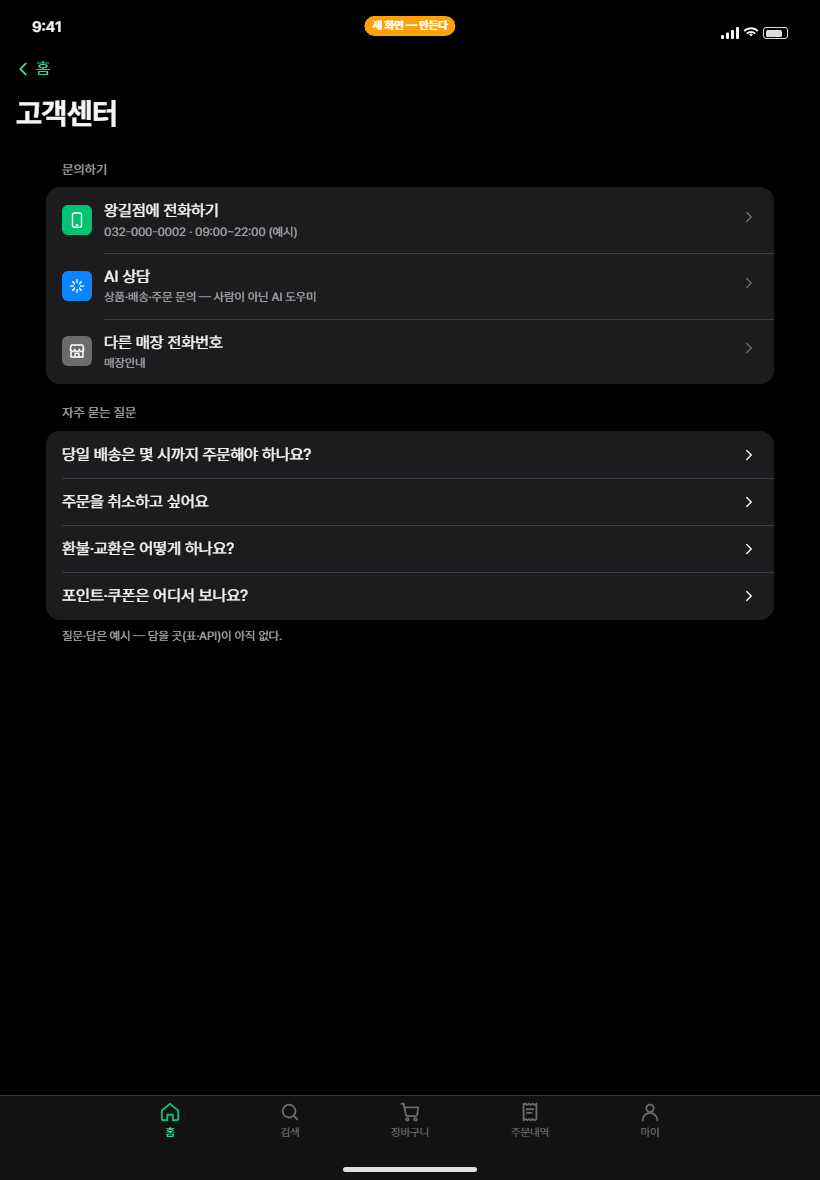 9:41
새 화면 — 만든다
홈
고객센터
문의하기
왕길점에 전화하기
032-000-0002 · 09:00~22:00 (예시)
AI 상담
상품·배송·주문 문의 — 사람이 아닌 AI 도우미
다른 매장 전화번호
매장안내
자주 묻는 질문
당일 배송은 몇 시까지 주문해야 하나요?
주문을 취소하고 싶어요
환불·교환은 어떻게 하나요?
포인트·쿠폰은 어디서 보나요?
질문·답은 예시 — 담을 곳(표·API)이 아직 없다.
홈
검색
장바구니
주문내역
마이